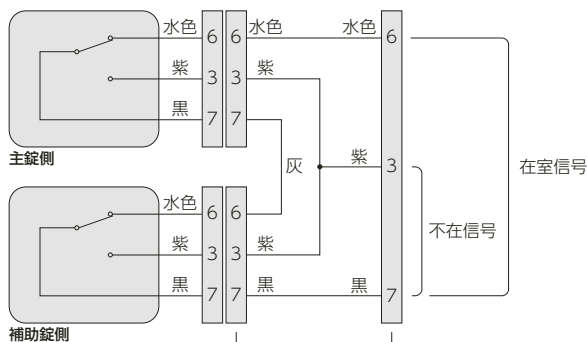 水色 6 6 水色 水色 6
紫 3 3 紫
黒 7 7
主錠側
灰 紫 3
在室信号
水色 6 6
不在信号
紫 3 3 紫
黒 7 7 黒 黒 7
補助錠側